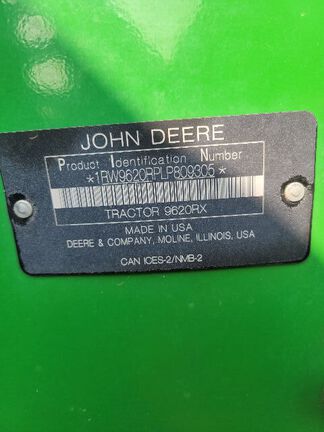 JOHN DEERE
Product Identification Number
*1RW9620RPLP809305*
TRACTOR 9620RX
MADE IN USA
DEERE & COMPANY, MOLINE, ILLINOIS, USA
CAN ICES-2/NMB-2